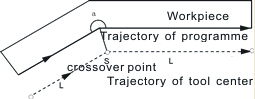 a
Workpiece
Trajectory of programme
S
L
crossover point
L
Trajectory of tool center